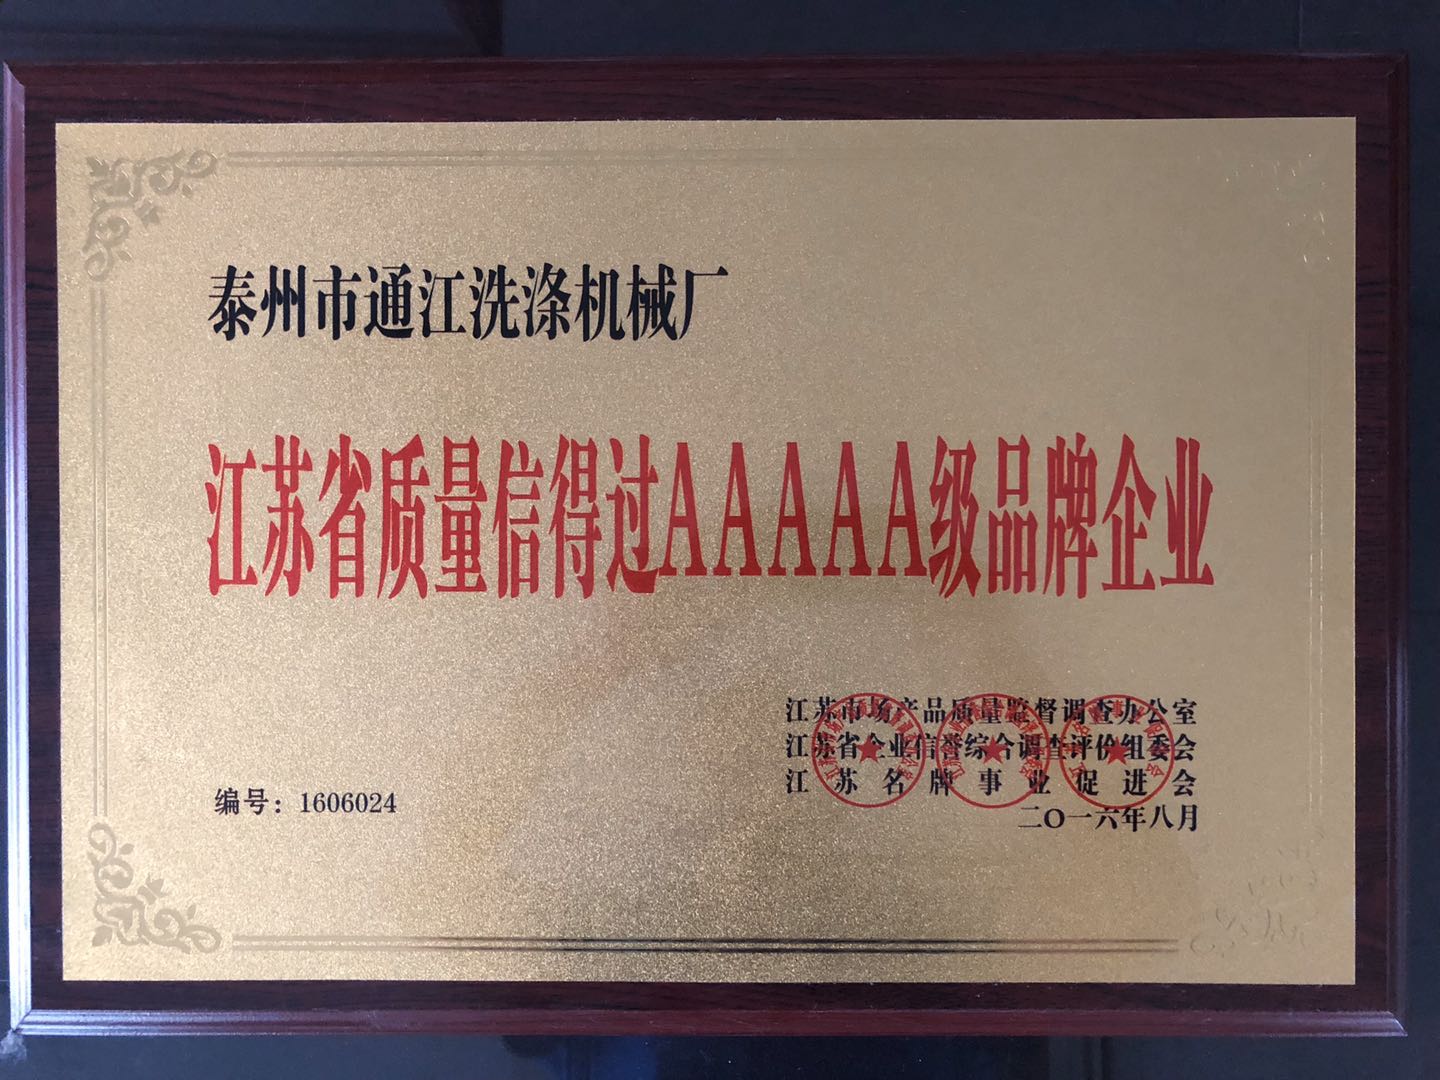 泰州市通江洗涤机械厂
江苏省质量信得过AAAAA级品牌企业
江苏市场产品质量监督调查办公室
江苏省企业信誉综合调查评价组委会
江苏名牌事业促进会
二〇一六年八月
编号：1606024